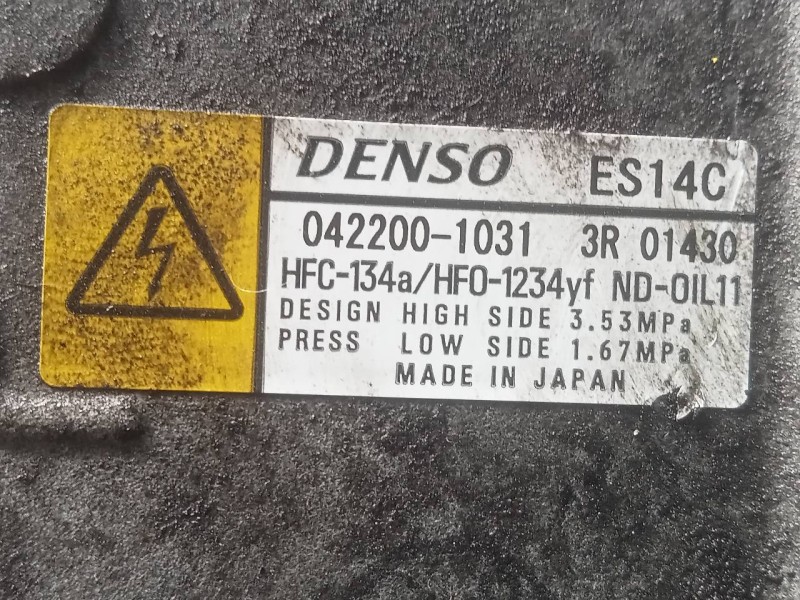 DENSO ES14C
042200-1031 3R 01430
HFC-134a/HFO-1234yf ND-OIL11
DESIGN HIGH SIDE 3.53MPa
PRESS LOW SIDE 1.67MPa
MADE IN JAPAN